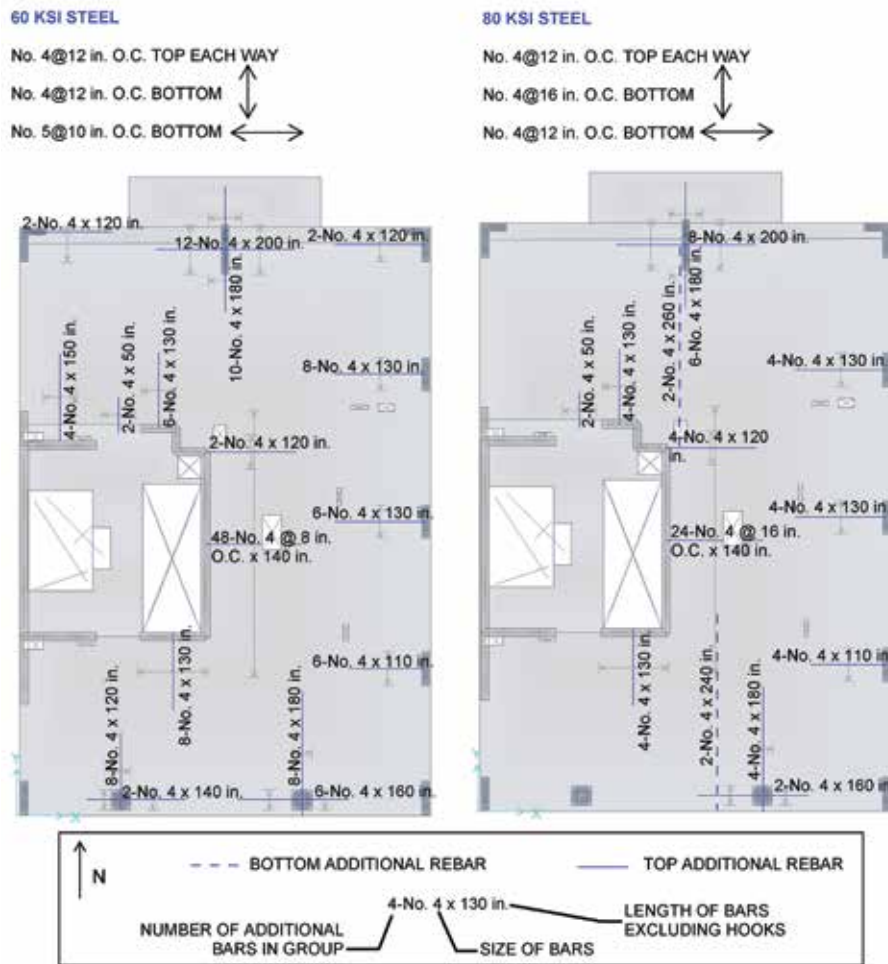 60 KSI STEEL
No. 4@12 in. O.C. TOP EACH WAY
No. 4@12 in. O.C. BOTTOM
No. 5@10 in. O.C. BOTTOM
2-No. 4 x 120 in.
12-No. 4 x 200 in.
2-No. 4 x 120 in.
10-No. 4 x 180 in.
4-No. 4 x 150 in.
2-No. 4 x 50 in.
6-No. 4 x 130 in.
8-No. 4 x 130 in.
2-No. 4 x 120 in.
6-No. 4 x 130 in.
48-No. 4 @ 8 in.
O.C. x 140 in.
8-No. 4 x 130 in.
6-No. 4 x 110 in.
8-No. 4 x 120 in.
8-No. 4 x 180 in.
2-No. 4 x 140 in.
6-No. 4 x 160 in.
Y
X
80 KSI STEEL
No. 4@12 in. O.C. TOP EACH WAY
No. 4@16 in. O.C. BOTTOM
No. 4@12 in. O.C. BOTTOM
8-No. 4 x 200 in.
2-No. 4 x 260 in.
6-No. 4 x 180 in.
2-No. 4 x 50 in.
4-No. 4 x 130 in.
4-No. 4 x 130 in.
4-No. 4 x 120
in.
4-No. 4 x 130 in.
24-No. 4 @ 16 in.
O.C. x 140 in.
4-No. 4 x 130 in.
2-No. 4 x 240 in.
4-No. 4 x 110 in.
4-No. 4 x 180 in.
2-No. 4 x 160 in.
Y
X
N
BOTTOM ADDITIONAL REBAR
TOP ADDITIONAL REBAR
4-No. 4 x 130 in.
NUMBER OF ADDITIONAL
BARS IN GROUP
SIZE OF BARS
LENGTH OF BARS
EXCLUDING HOOKS